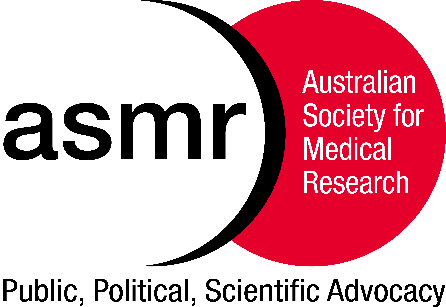 asmr
Australian
Society for
Medical
Research
Public, Political, Scientific Advocacy